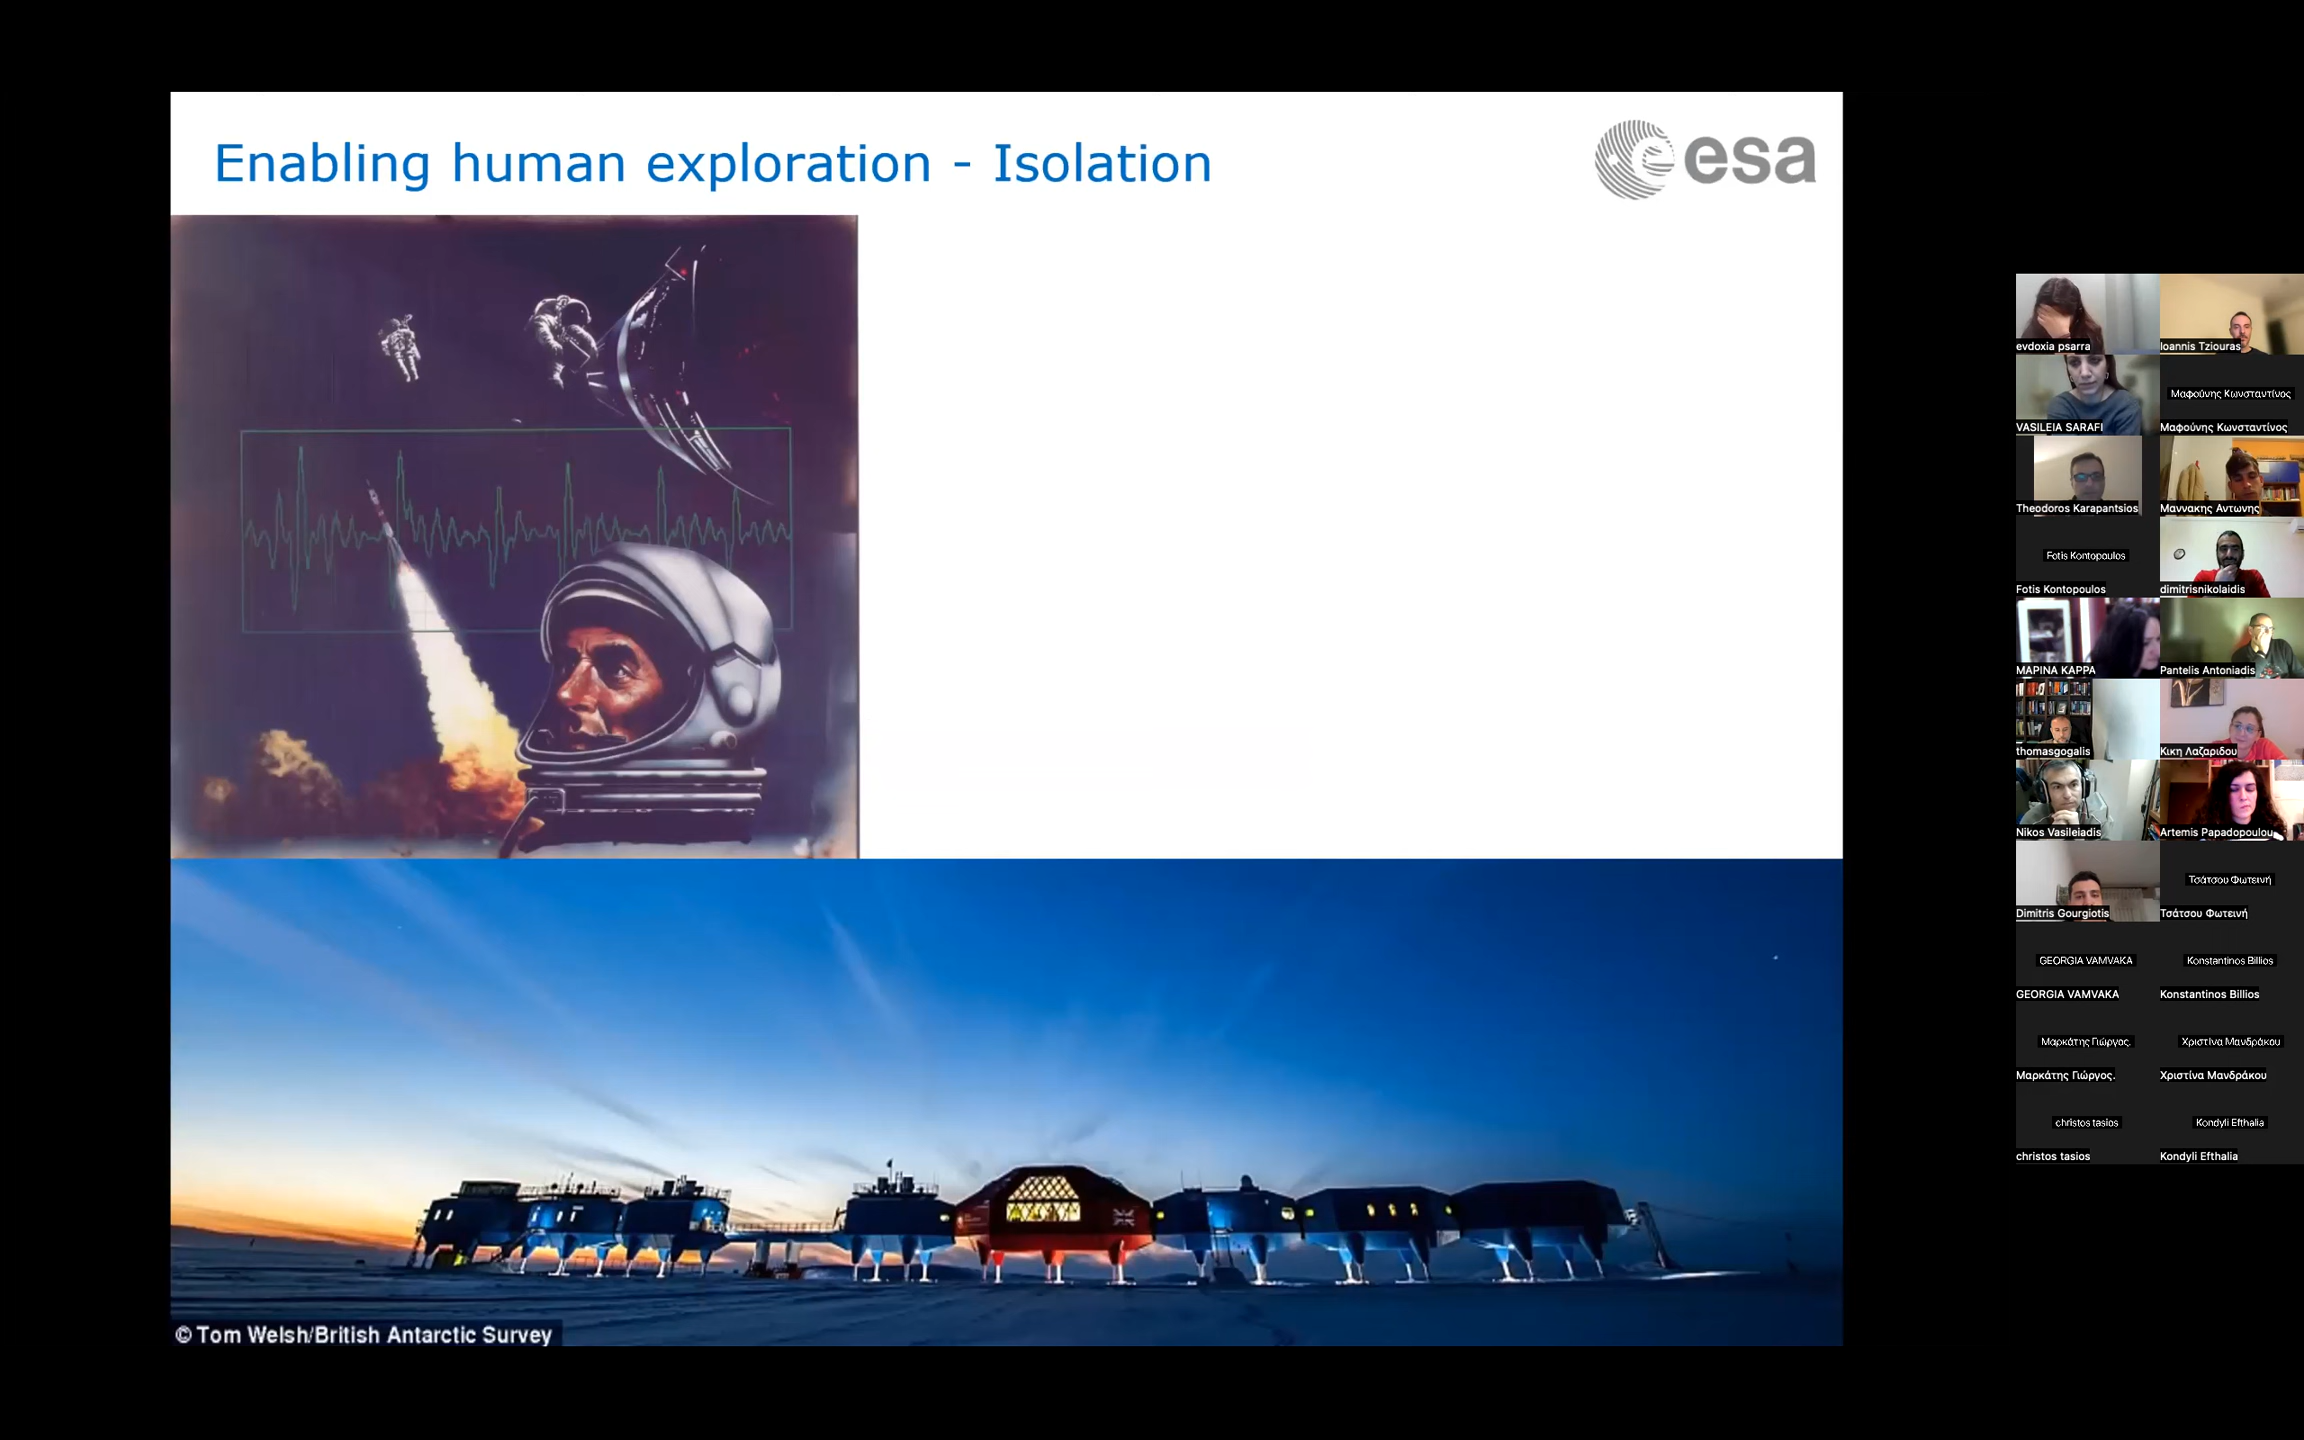 Enabling human exploration - Isolation
esa
© Tom Welsh/British Antarctic Survey
evdoxia psarra
Ioannis Tziouras
VASILEIA SARAFI
Μαφούνης Κωνσταντίνος
Μαφούνης Κωνσταντίνος
Theodoros Karapantsios
Μαννακης Αντωνης
Fotis Kontopoulos
Fotis Kontopoulos
dimitrisnikolaidis
ΜΑΡΙΝΑ ΚΑΡΡΑ
Pantelis Antoniadis
thomasgogalis
Κικη Λαζαριδου
Nikos Vasileiadis
Artemis Papadopoulou
Dimitris Gourgiotis
Τσάτσου Φωτεινή
Τσάτσου Φωτεινή
GEORGIA VAMVAKA
GEORGIA VAMVAKA
Konstantinos Billios
Konstantinos Billios
Μαρκάτης Γιώργος.
Μαρκάτης Γιώργος.
Χριστίνα Μανδράκου
Χριστίνα Μανδράκου
christos tasios
christos tasios
Kondyli Efthalia
Kondyli Efthalia